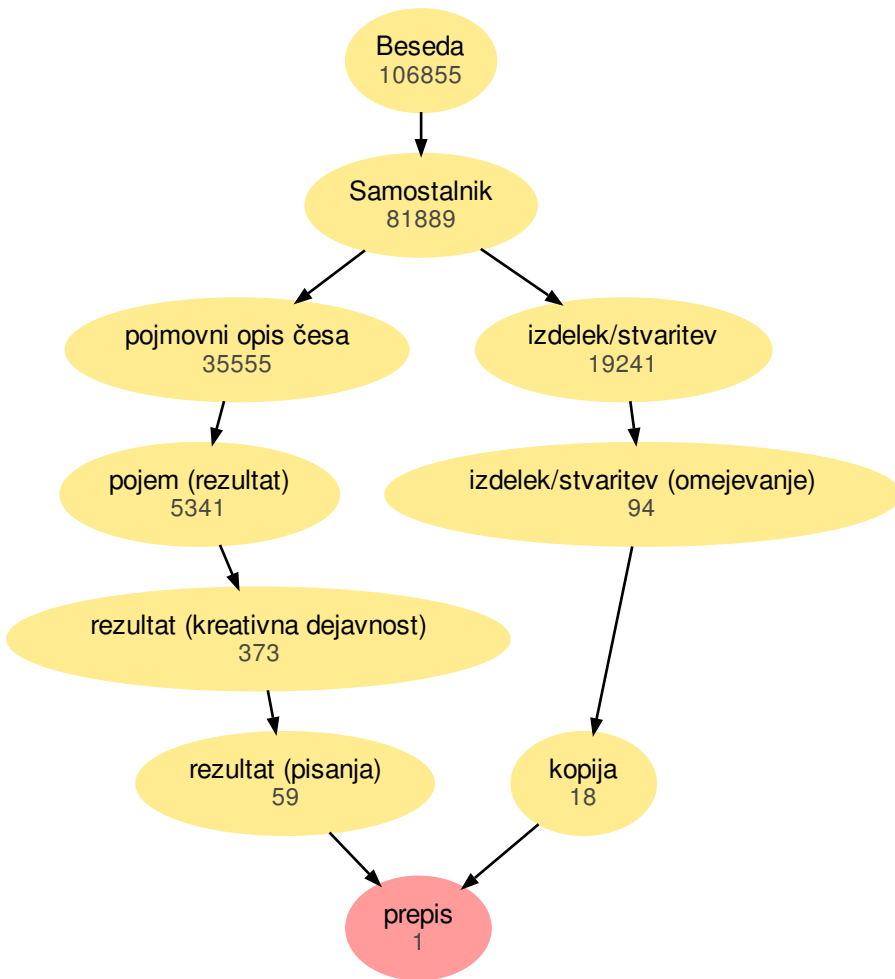 Beseda
106855
Samostalnik
81889
pojmovni opis česa
35555
izdelek/stvaritev
19241
pojem (rezultat)
5341
izdelek/stvaritev (omejevanje)
94
rezultat (kreativna dejavnost)
373
rezultat (pisanja)
59
kopija
18
prepis
1